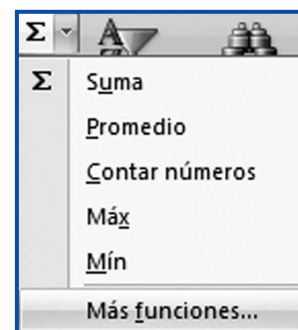 Σ
Σ Suma
Promedio
Contar números
Máx
Mín
Más funciones...